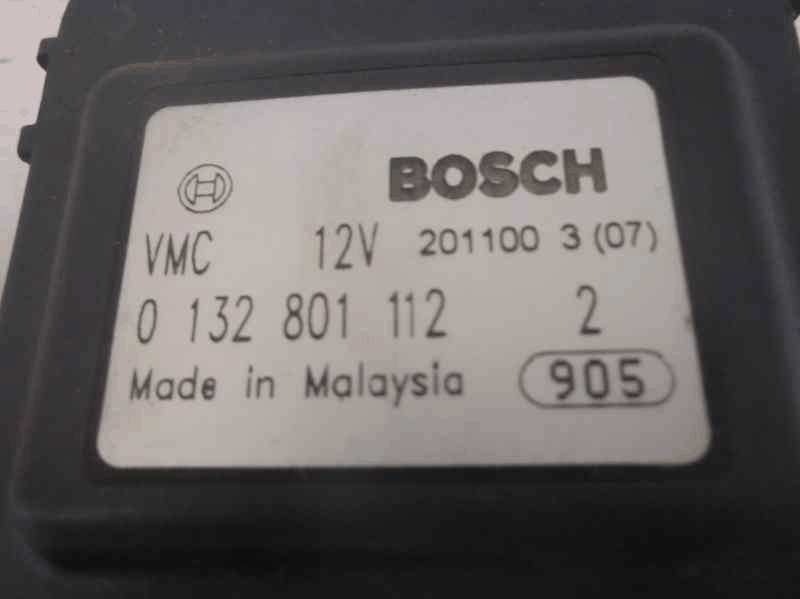 BOSCH
VMC 12V 201100 3 (07)
0 132 801 112 2
Made in Malaysia 905